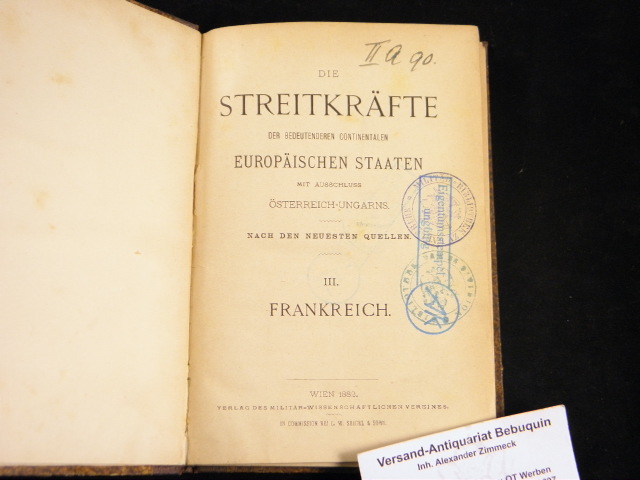 II a 90.
DIE
STREITKRÄFTE
DER BEDEUTENDEREN CONTINENTALEN
EUROPÄISCHEN STAATEN
MIT AUSSCHLUSS
ÖSTERREICH-UNGARNS.
NACH DEN NEUESTEN QUELLEN.
III.
FRANKREICH.
WIEN 1883.
VERLAG DES MILITÄR-WISSENSCHAFTLICHEN VEREINES.
IN COMMISSION BEI L. W. SEIDEL & SOHN.
Eigentumsstempel
ungültig
Versand-Antiquariat Bebuquin
Inh. Alexander Zimmeck
OT Werben